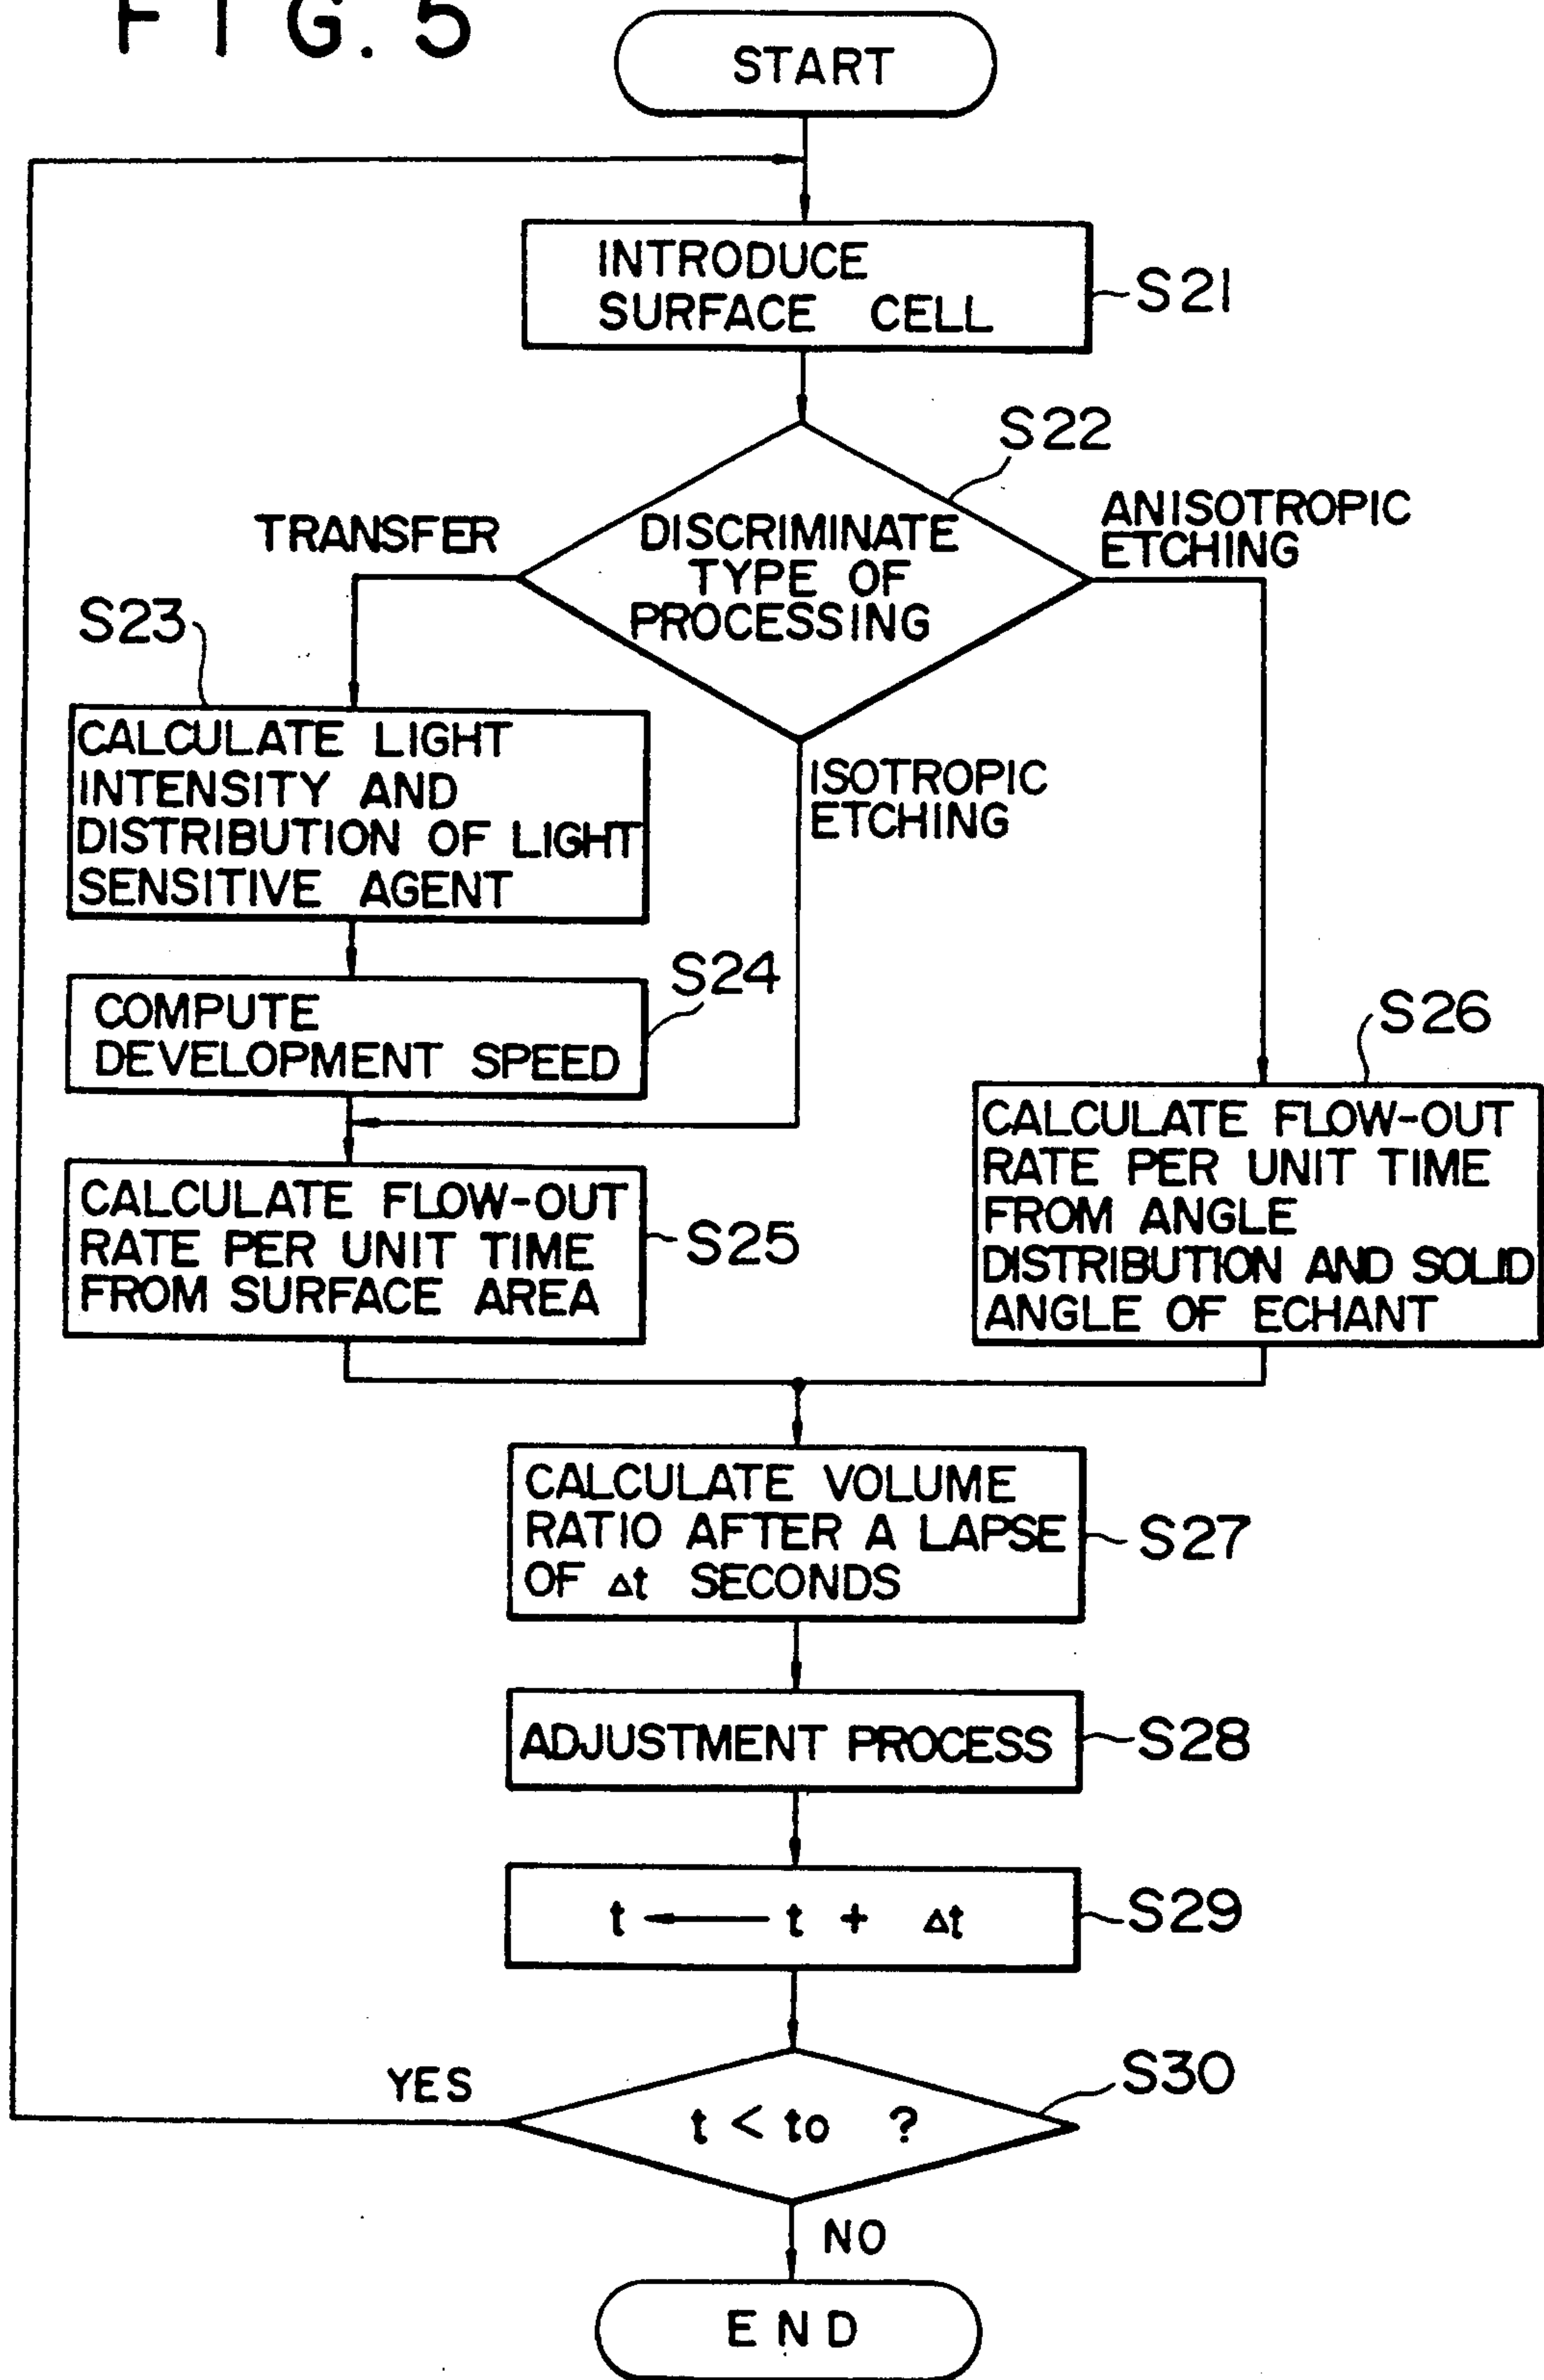 FIG. 5
START
INTRODUCE
SURFACE CELL
S21
S22
TRANSFER
DISCRIMINATE
TYPE OF
PROCESSING
ANISOTROPIC
ETCHING
S23
CALCULATE LIGHT
INTENSITY AND
DISTRIBUTION OF LIGHT
SENSITIVE AGENT
ISOTROPIC
ETCHING
S24
COMPUTE
DEVELOPMENT SPEED
S26
CALCULATE FLOW-OUT
RATE PER UNIT TIME
FROM ANGLE
DISTRIBUTION AND SOLID
ANGLE OF ECHANT
CALCULATE FLOW-OUT
RATE PER UNIT TIME
FROM SURFACE AREA
S25
CALCULATE VOLUME
RATIO AFTER A LAPSE
OF Δt SECONDS
S27
ADJUSTMENT PROCESS
S28
t ← t + Δt
S29
YES
S30
t < to ?
NO
END